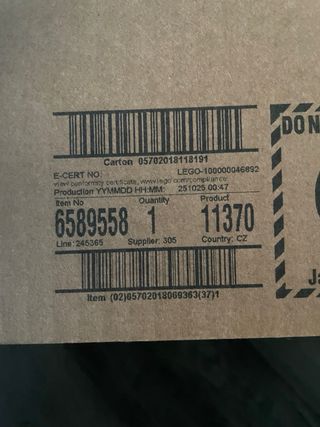 Carton 05702018118191
E-CERT NO: LEGO-100000046892
view conformity certificate, www.lego.com/compliance
Production YYMMDD HH:MM: 251025 00:47
Item No Quantity Product
6589558 1 11370
Line: 245365 Supplier: 305 Country: CZ
Item (02)05702018069363(37)1
DO N
Ja